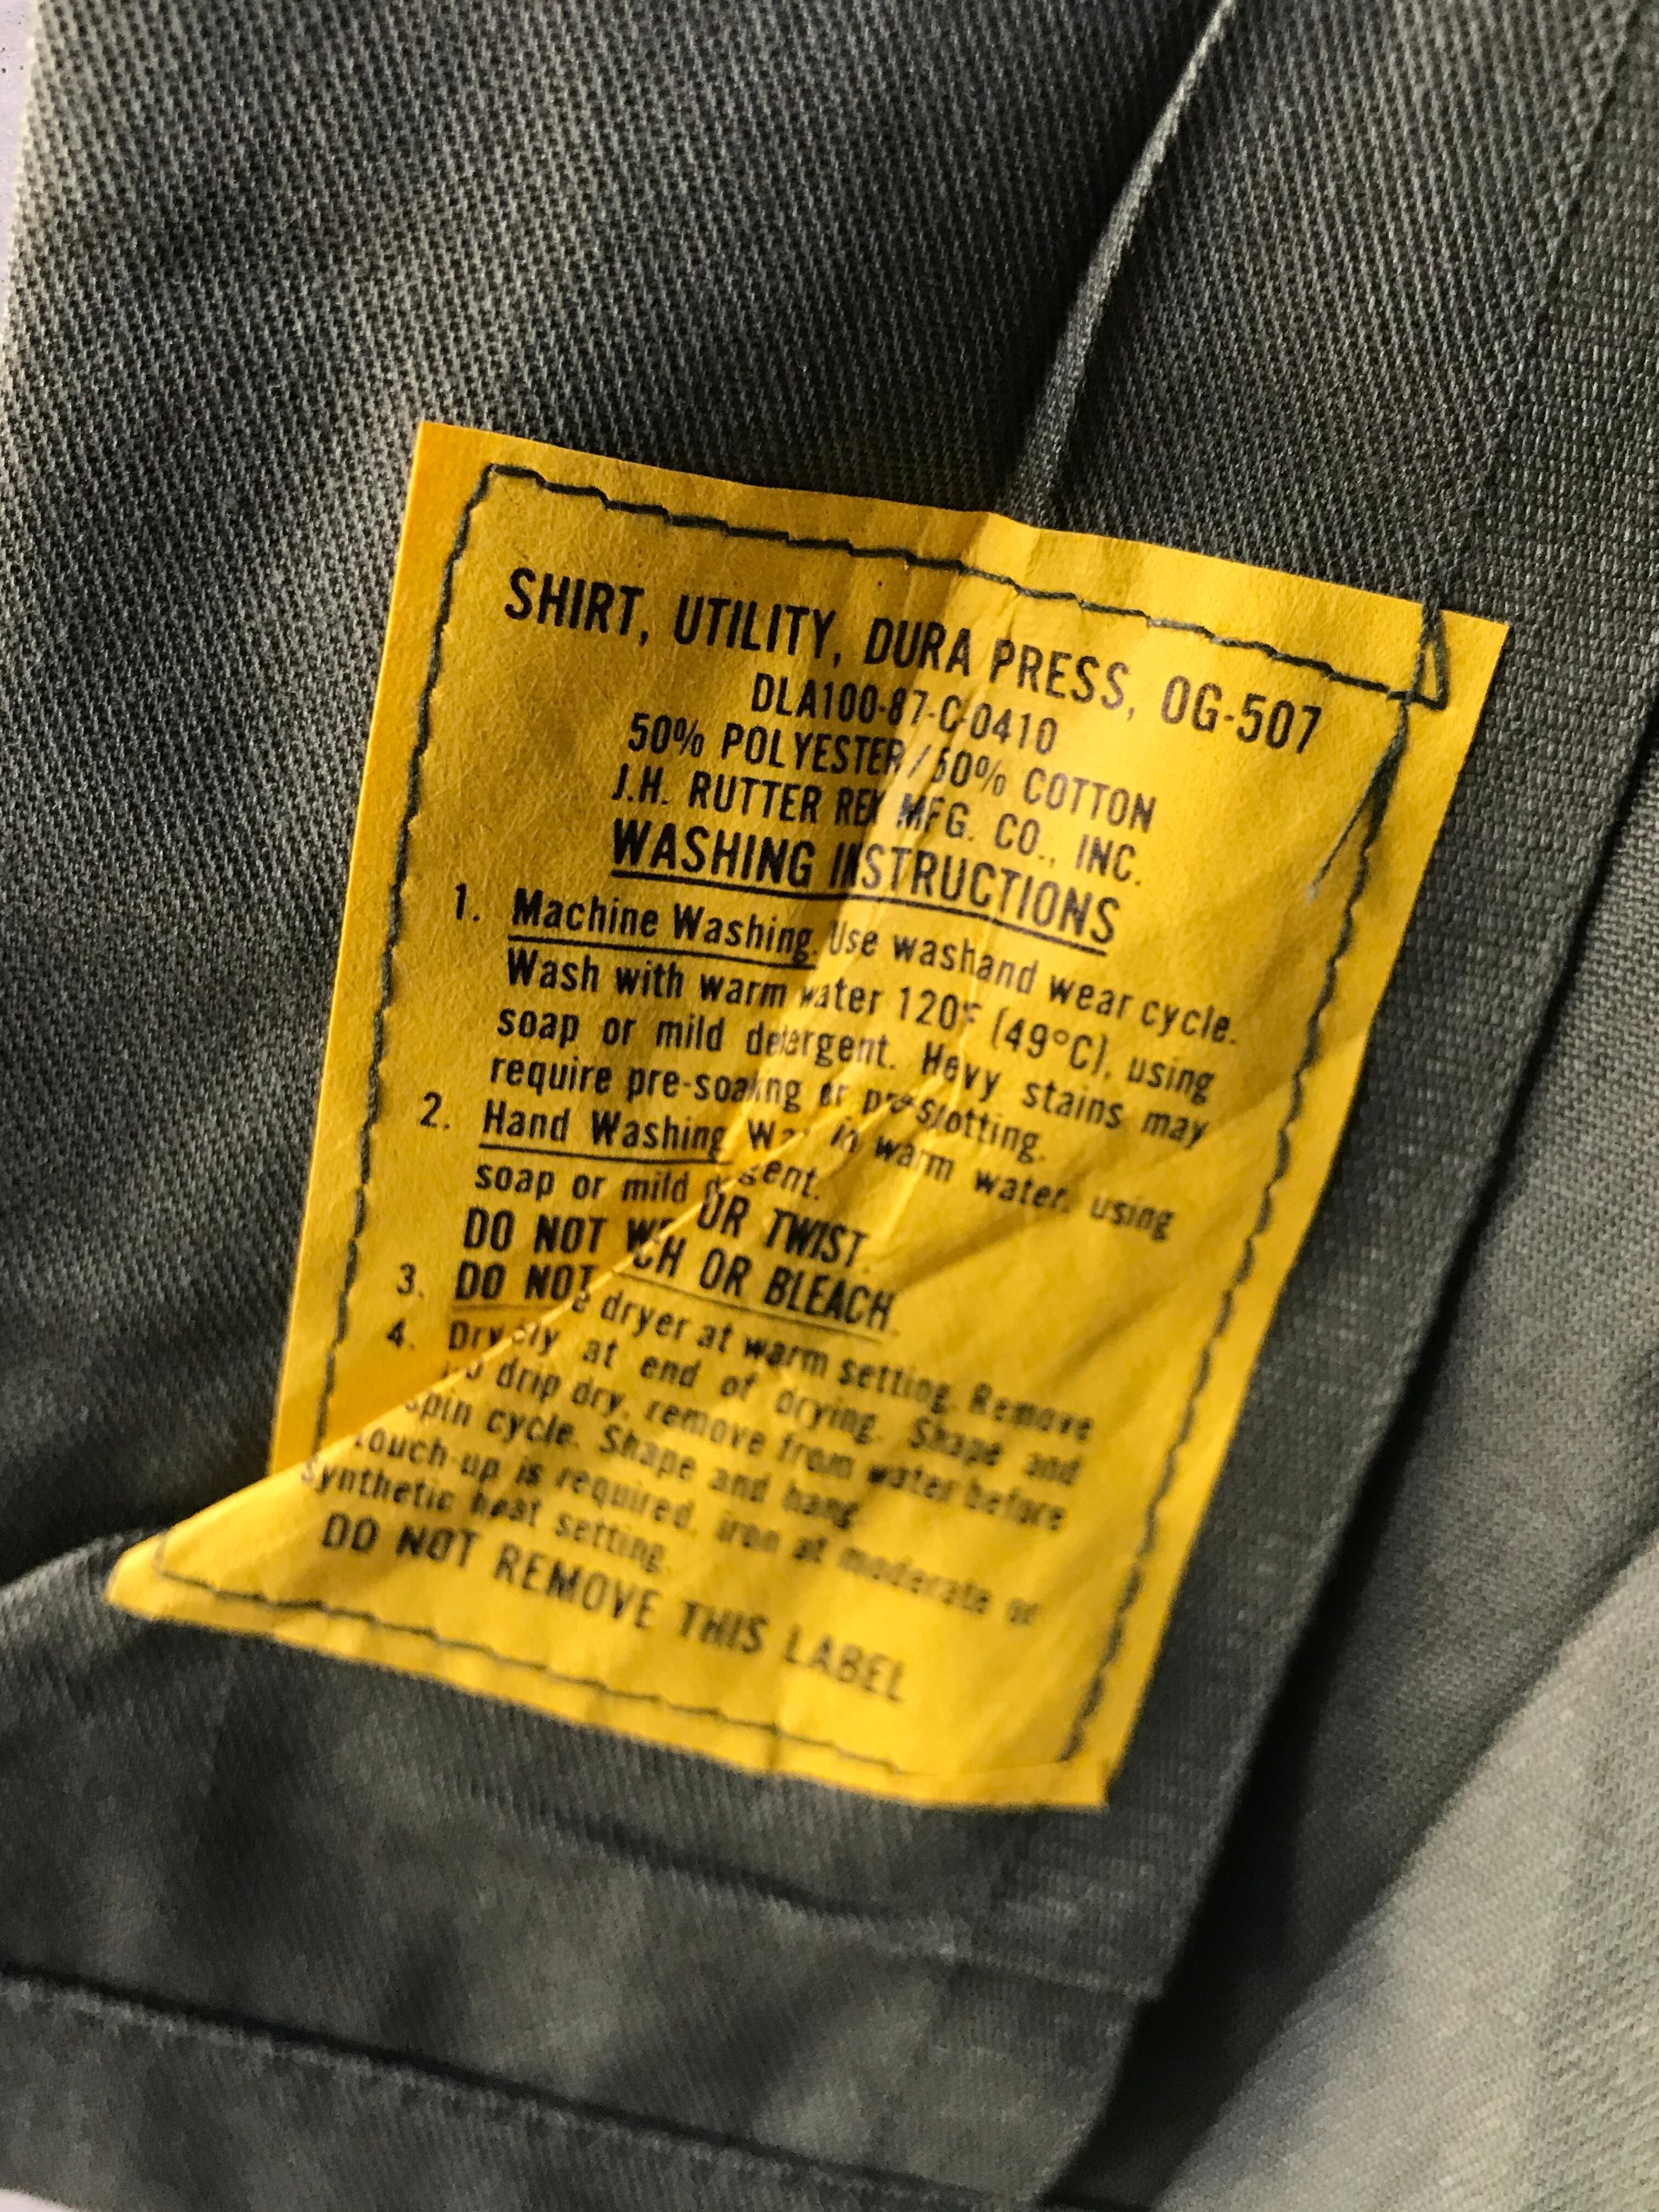 SHIRT, UTILITY, DURA PRESS, OG-507
DLA100-87-C-0410
50% POLYESTER/50% COTTON
J.H. RUTTER REX MFG. CO., INC.
WASHING INSTRUCTIONS
1. Machine Washing. Use wash and wear cycle.
Wash with warm water 120°F (49°C), using
soap or mild detergent. Hevy stains may
require pre-soaking or
2. Hand Washing in warm water, using
soap or mild
DO NOT OR TWIST.
3. DO NOT OR BLEACH.
4. dryer at warm setting. Remove
at end of drying. Shape and
drip dry, remove from water before
spin cycle. Shape and hang.
touch-up is required, iron at moderate or
synthetic heat setting.
DO NOT REMOVE THIS LABEL